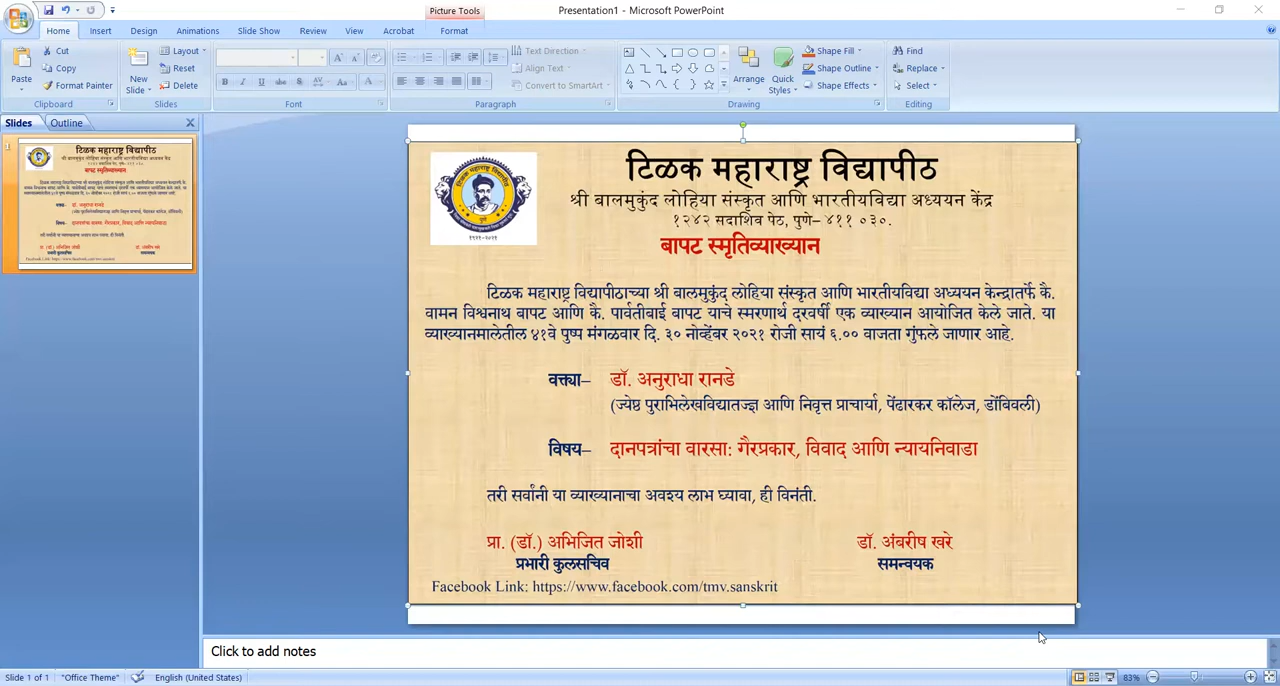 Picture Tools
Presentation1 - Microsoft PowerPoint
Home Insert Design Animations Slide Show Review View Acrobat Format
Paste
Cut
Copy
Format Painter
Clipboard
New Slide
Layout
Reset
Delete
Slides
Font
Text Direction
Align Text
Convert to SmartArt
Paragraph
Arrange
Quick Styles
Shape Fill
Shape Outline
Shape Effects
Drawing
Find
Replace
Select
Editing
Slides Outline
1
टिळक महाराष्ट्र विद्यापीठ
श्री बालमुकुंद लोहिया संस्कृत आणि भारतीयविद्या अध्ययन केंद्र
१२४२ सदाशिव पेठ, पुणे– ४११ ०३०.
बापट स्मृतिव्याख्यान
टिळक महाराष्ट्र विद्यापीठ
पुणे
१९२१-२०२१
टिळक महाराष्ट्र विद्यापीठाच्या श्री बालमुकुंद लोहिया संस्कृत आणि भारतीयविद्या अध्ययन केन्द्रातर्फे कै.
वामन विश्वनाथ बापट आणि कै. पार्वतीबाई बापट याचे स्मरणार्थ दरवर्षी एक व्याख्यान आयोजित केले जाते. या
व्याख्यानमालेतील ४१वे पुष्प मंगळवार दि. ३० नोव्हेंबर २०२१ रोजी सायं ६.०० वाजता गुंफले जाणार आहे.
वक्त्या– डॉ. अनुराधा रानडे
(ज्येष्ठ पुराभिलेखविद्यातज्ज्ञ आणि निवृत्त प्राचार्या, पेंढारकर कॉलेज, डोंबिवली)
विषय– दानपत्रांचा वारसा: गैरप्रकार, विवाद आणि न्यायनिवाडा
तरी सर्वांनी या व्याख्यानाचा अवश्य लाभ घ्यावा, ही विनंती.
प्रा. (डॉ.) अभिजित जोशी डॉ. अंबरीष खरे
प्रभारी कुलसचिव समन्वयक
Facebook Link: https://www.facebook.com/tmv.sanskrit
Click to add notes
Slide 1 of 1 "Office Theme" English (United States) 83%